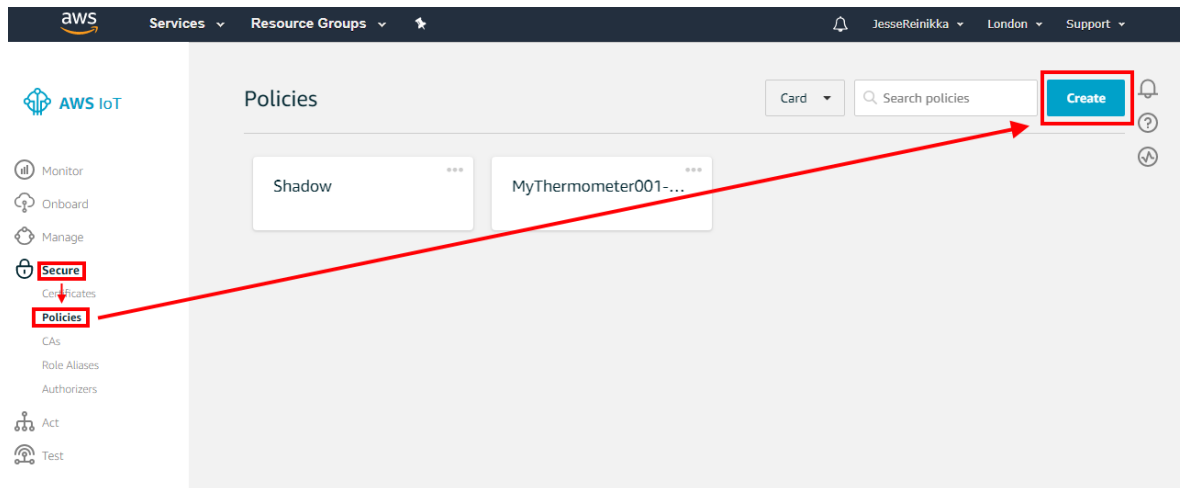 aws Services Resource Groups JesseReinikka London Support
AWS IoT
Policies Card Search policies Create
Monitor
Onboard
Manage
Secure
Certificates
Policies
CAs
Role Aliases
Authorizers
Act
Test
Shadow
MyThermometer001-...